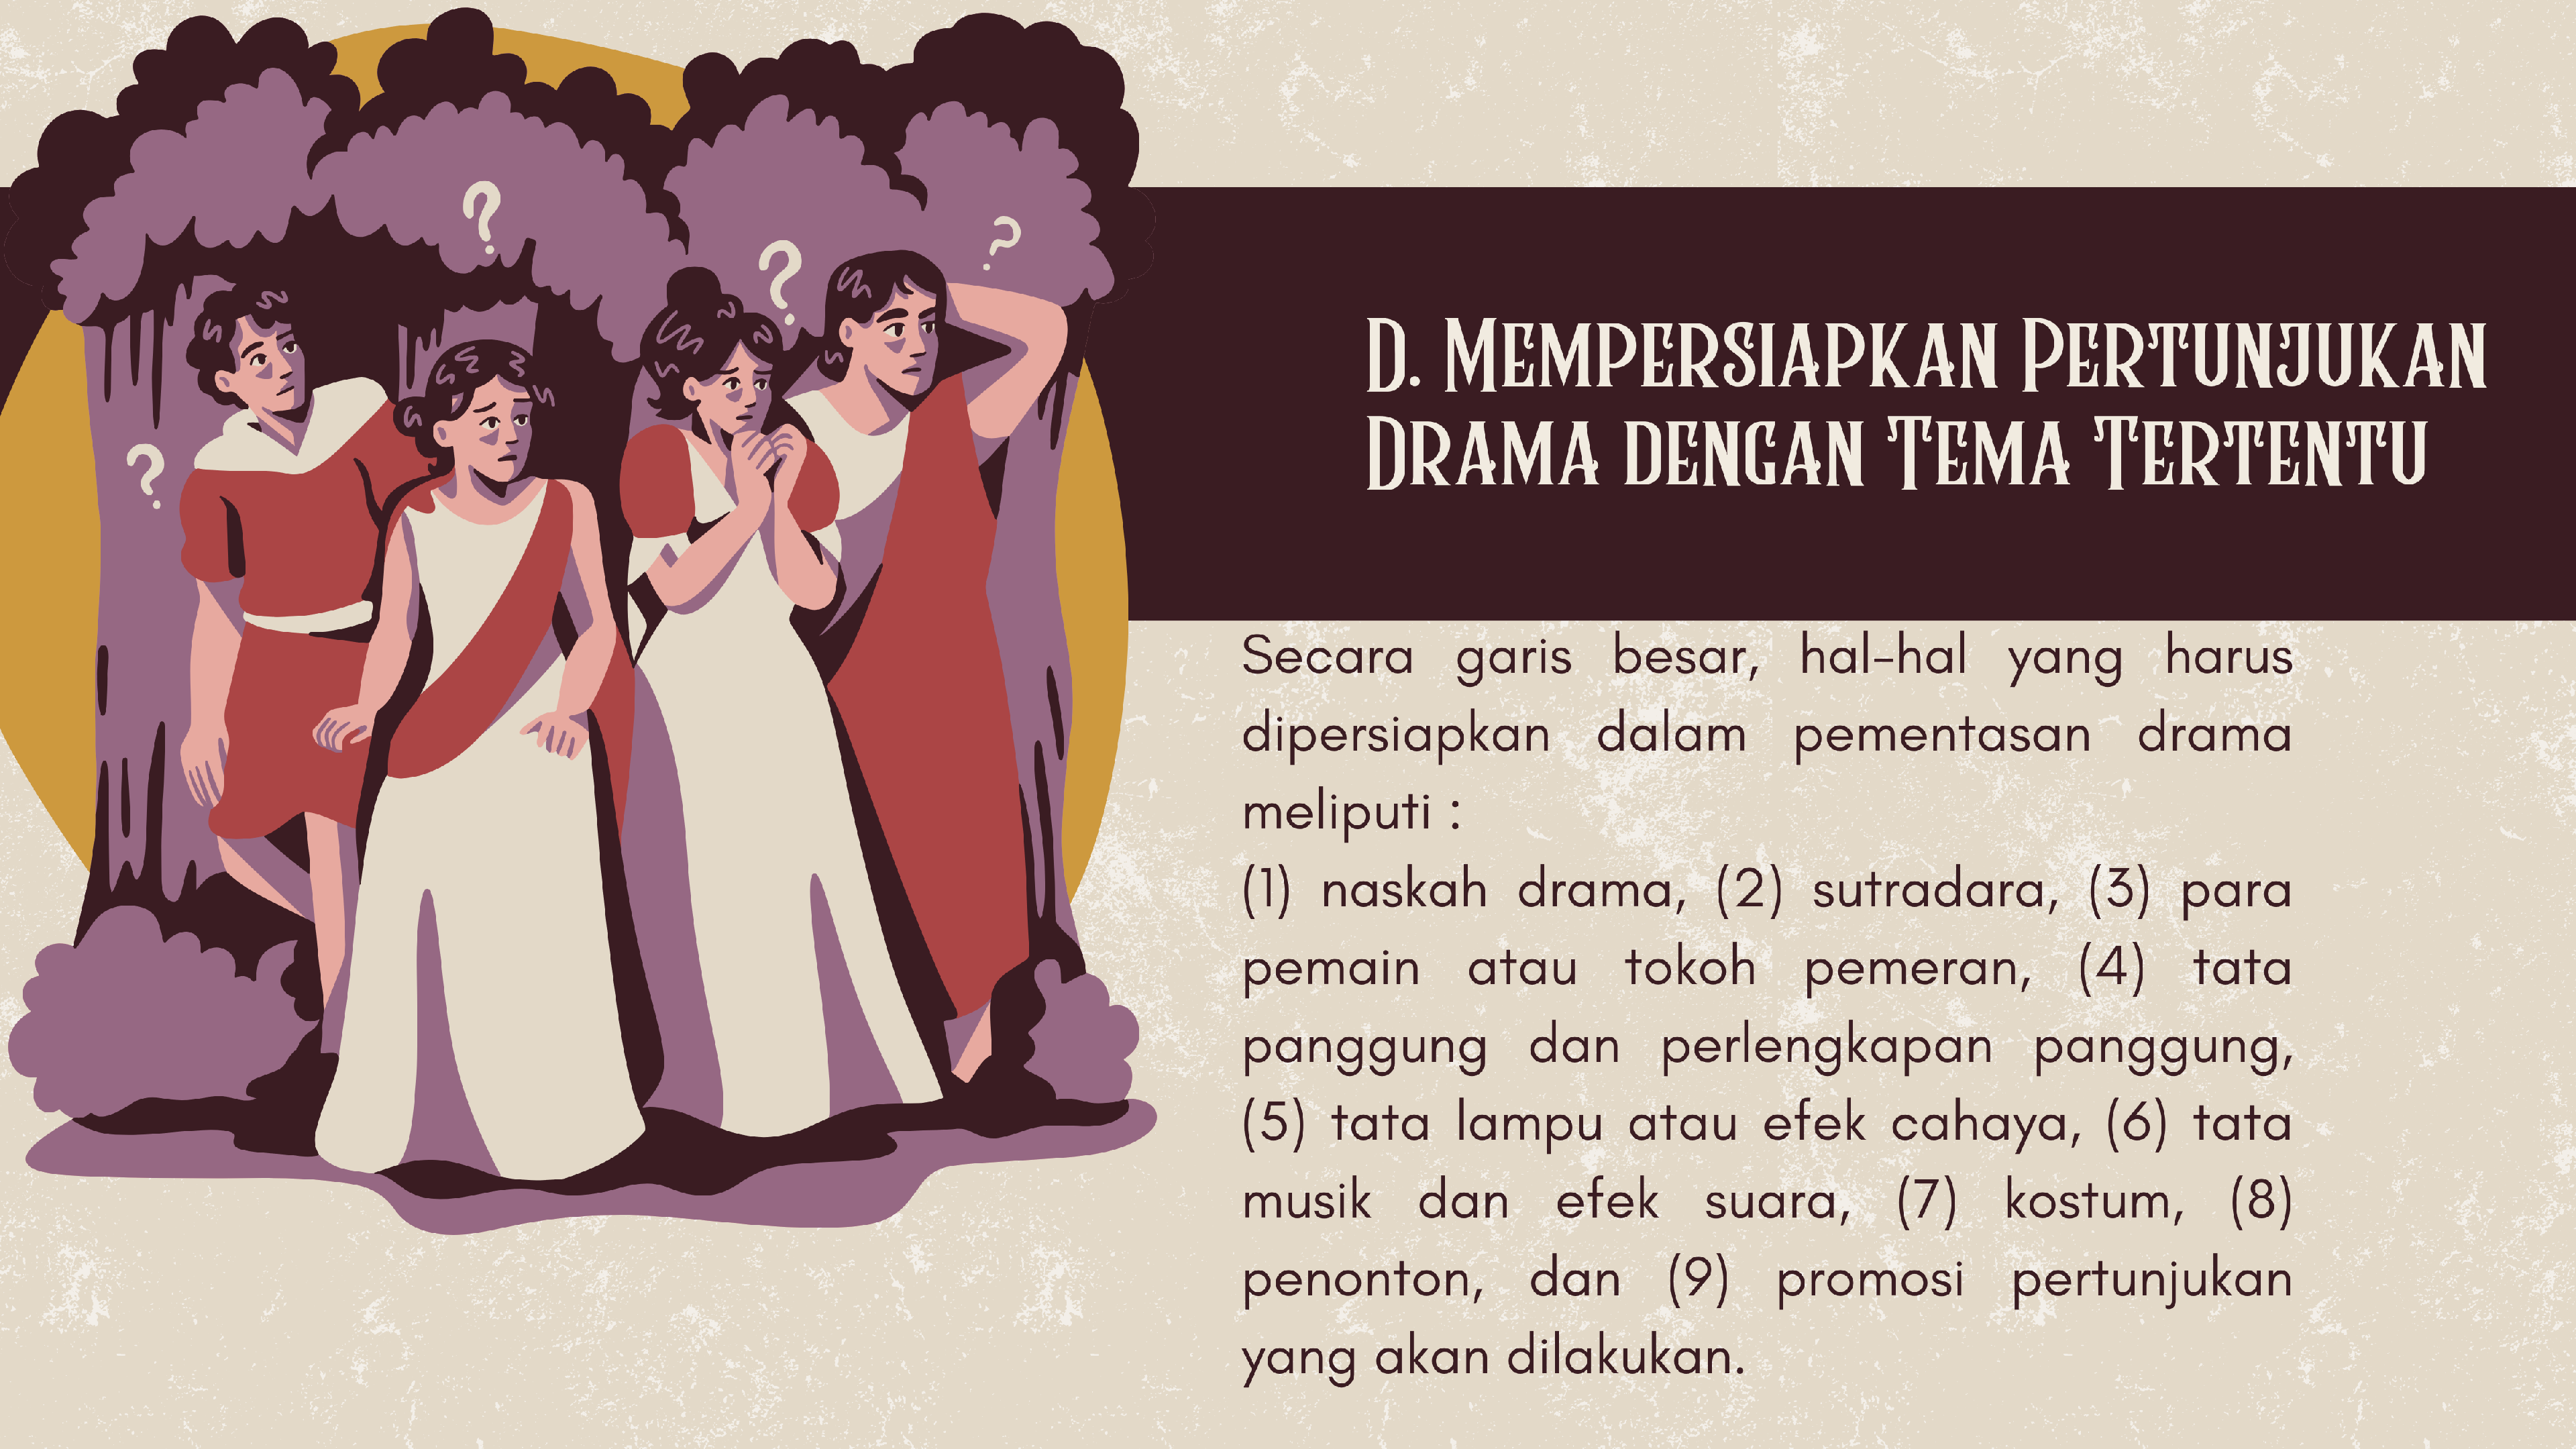 ?
?
?
?
D. Mempersiapkan Pertunjukan
Drama dengan Tema Tertentu
Secara garis besar, hal-hal yang harus
dipersiapkan dalam pementasan drama
meliputi :
(1) naskah drama, (2) sutradara, (3) para
pemain atau tokoh pemeran, (4) tata
panggung dan perlengkapan panggung,
(5) tata lampu atau efek cahaya, (6) tata
musik dan efek suara, (7) kostum, (8)
penonton, dan (9) promosi pertunjukan
yang akan dilakukan.